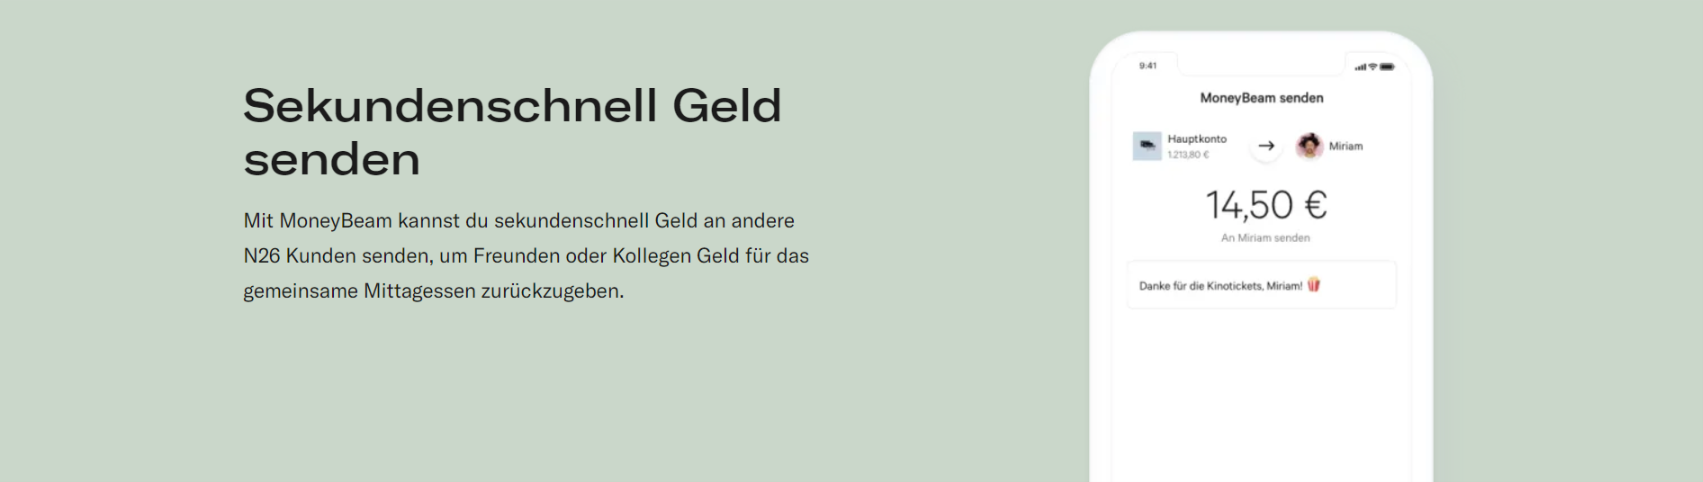 Sekundenschnell Geld
senden
Mit MoneyBeam kannst du sekundenschnell Geld an andere
N26 Kunden senden, um Freunden oder Kollegen Geld für das
gemeinsame Mittagessen zurückzugeben.
9:41
MoneyBeam senden
Hauptkonto
1.213,80 €
Miriam
14,50 €
An Miriam senden
Danke für die Kinotickets, Miriam! 🍿